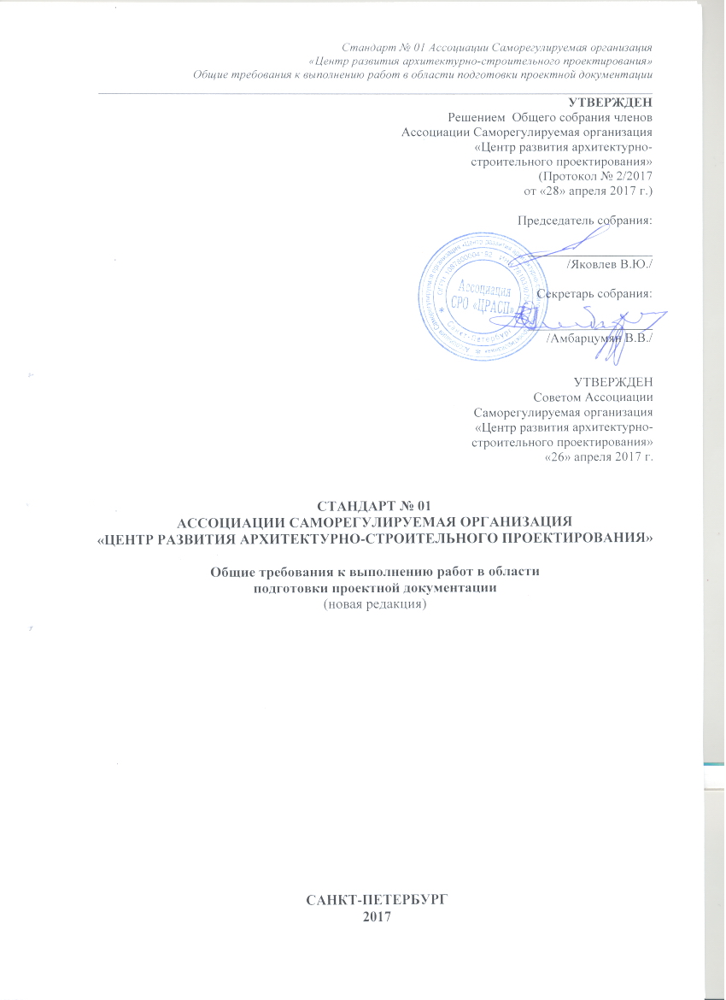 Стандарт № 01 Ассоциации Саморегулируемая организация
«Центр развития архитектурно-строительного проектирования»
Общие требования к выполнению работ в области подготовки проектной документации
УТВЕРЖДЕН
Решением Общего собрания членов
Ассоциации Саморегулируемая организация
«Центр развития архитектурно-
строительного проектирования»
(Протокол № 2/2017
от «28» апреля 2017 г.)
Председатель собрания:
/Яковлев В.Ю./
Ассоциация
СРО «ЦРАСП»
Санкт-Петербург
Секретарь собрания:
/Амбарцумян В.В./
УТВЕРЖДЕН
Советом Ассоциации
Саморегулируемая организация
«Центр развития архитектурно-
строительного проектирования»
«26» апреля 2017 г.
СТАНДАРТ № 01
АССОЦИАЦИИ САМОРЕГУЛИРУЕМАЯ ОРГАНИЗАЦИЯ
«ЦЕНТР РАЗВИТИЯ АРХИТЕКТУРНО-СТРОИТЕЛЬНОГО ПРОЕКТИРОВАНИЯ»
Общие требования к выполнению работ в области
подготовки проектной документации
(новая редакция)
САНКТ-ПЕТЕРБУРГ
2017